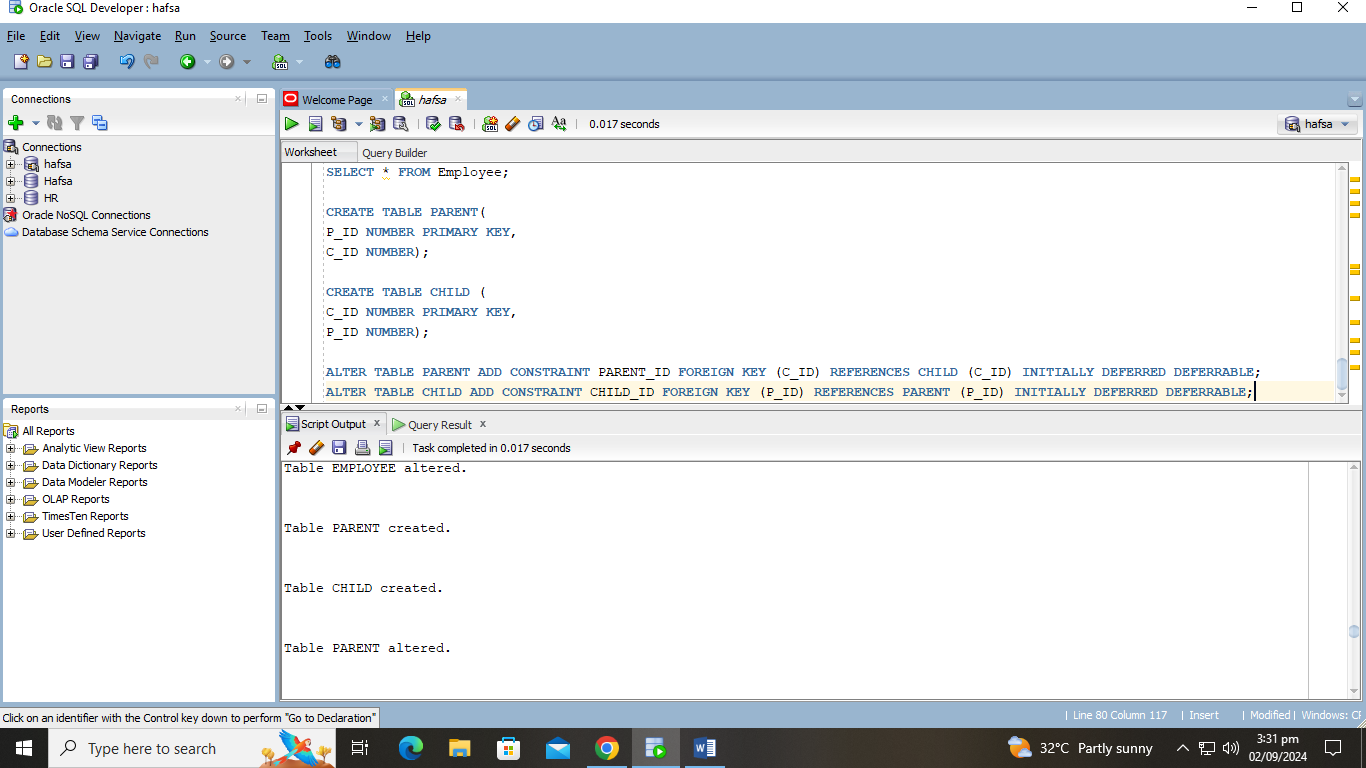 Oracle SQL Developer : hafsa
File Edit View Navigate Run Source Team Tools Window Help
Connections
Connections
hafsa
Hafsa
HR
Oracle NoSQL Connections
Database Schema Service Connections
Reports
All Reports
Analytic View Reports
Data Dictionary Reports
Data Modeler Reports
OLAP Reports
TimesTen Reports
User Defined Reports
Welcome Page hafsa
0.017 seconds
hafsa
Worksheet Query Builder
SELECT * FROM Employee;
CREATE TABLE PARENT(
P_ID NUMBER PRIMARY KEY,
C_ID NUMBER);
CREATE TABLE CHILD (
C_ID NUMBER PRIMARY KEY,
P_ID NUMBER);
ALTER TABLE PARENT ADD CONSTRAINT PARENT_ID FOREIGN KEY (C_ID) REFERENCES CHILD (C_ID) INITIALLY DEFERRED DEFERRABLE;
ALTER TABLE CHILD ADD CONSTRAINT CHILD_ID FOREIGN KEY (P_ID) REFERENCES PARENT (P_ID) INITIALLY DEFERRED DEFERRABLE;
Script Output Query Result
Task completed in 0.017 seconds
Table EMPLOYEE altered.
Table PARENT created.
Table CHILD created.
Table PARENT altered.
Click on an identifier with the Control key down to perform "Go to Declaration"
Line 80 Column 117 Insert Modified Windows: CF
Type here to search
32°C Partly sunny
3:31 pm
02/09/2024